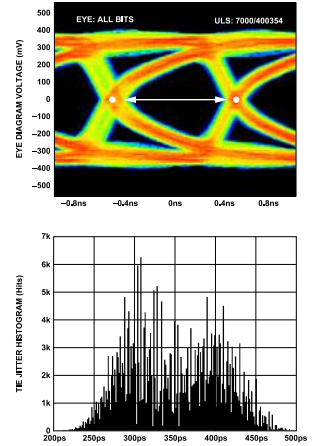 EYE: ALL BITS ULS: 7000/400354
EYE DIAGRAM VOLTAGE (mV)
500
400
300
200
100
0
–100
–200
–300
–400
–500
–0.8ns –0.4ns 0ns 0.4ns 0.8ns
TIE JITTER HISTOGRAM (Hits)
7k
6k
5k
4k
3k
2k
1k
0
200ps 250ps 300ps 350ps 400ps 450ps 500ps